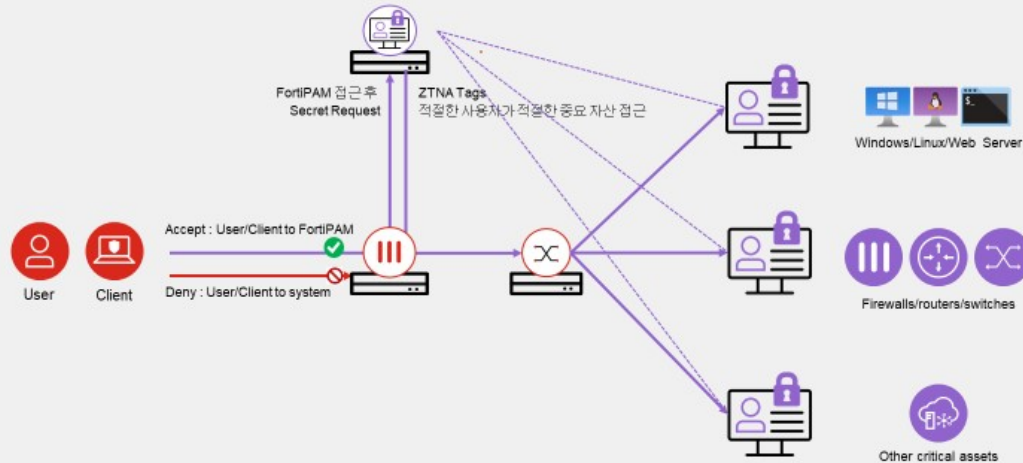 FortiPAM 접근 후
Secret Request
ZTNA Tags
적절한 사용자가 적절한 중요 자산 접근
$_
Windows/Linux/Web Server
Accept : User/Client to FortiPAM
Deny : User/Client to system
User
Client
Firewalls/routers/switches
Other critical assets